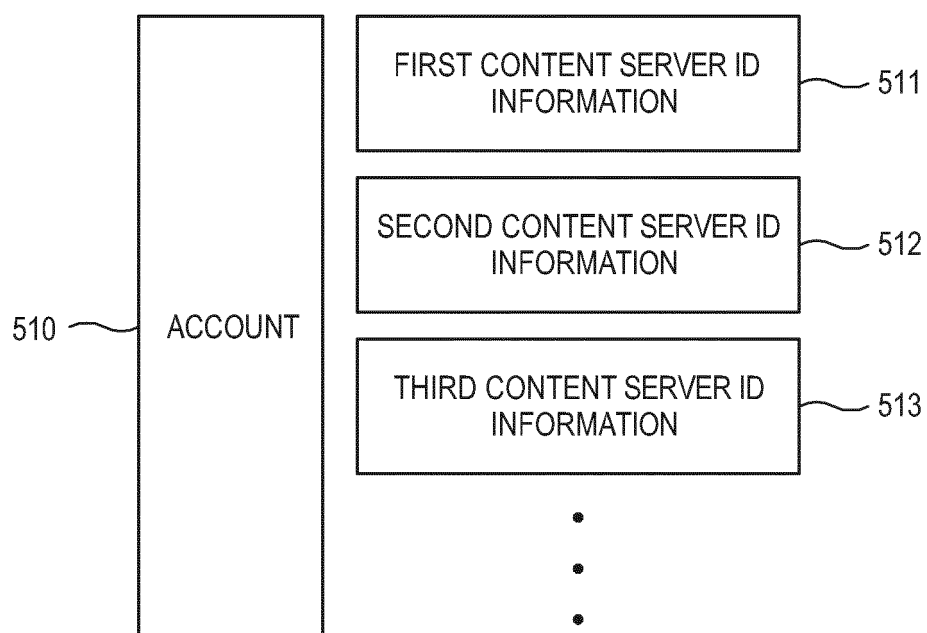 FIRST CONTENT SERVER ID
INFORMATION
511
SECOND CONTENT SERVER ID
INFORMATION
512
510
ACCOUNT
THIRD CONTENT SERVER ID
INFORMATION
513